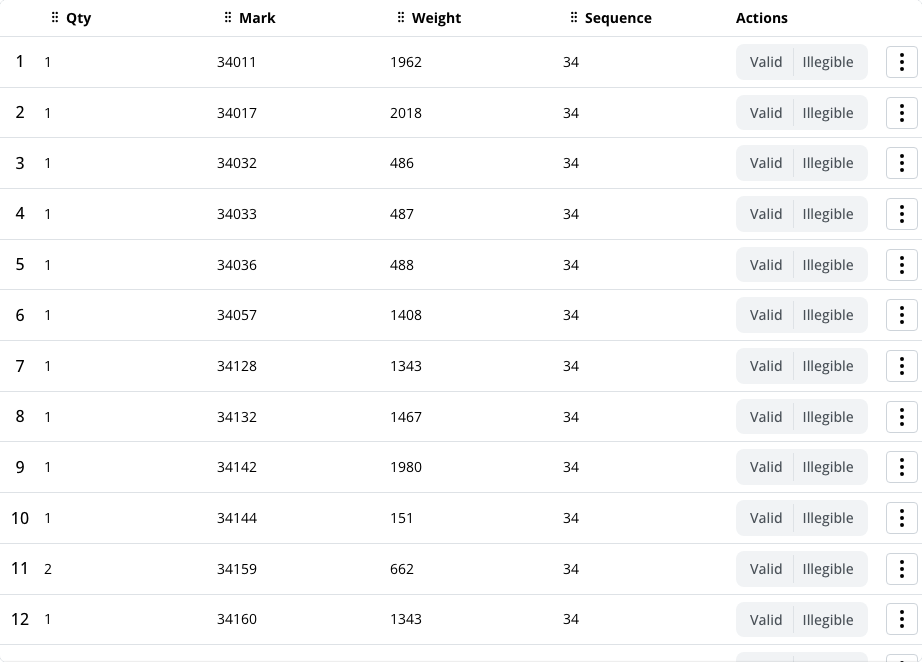 Qty Mark Weight Sequence Actions
1 1 34011 1962 34 Valid Illegible
2 1 34017 2018 34 Valid Illegible
3 1 34032 486 34 Valid Illegible
4 1 34033 487 34 Valid Illegible
5 1 34036 488 34 Valid Illegible
6 1 34057 1408 34 Valid Illegible
7 1 34128 1343 34 Valid Illegible
8 1 34132 1467 34 Valid Illegible
9 1 34142 1980 34 Valid Illegible
10 1 34144 151 34 Valid Illegible
11 2 34159 662 34 Valid Illegible
12 1 34160 1343 34 Valid Illegible